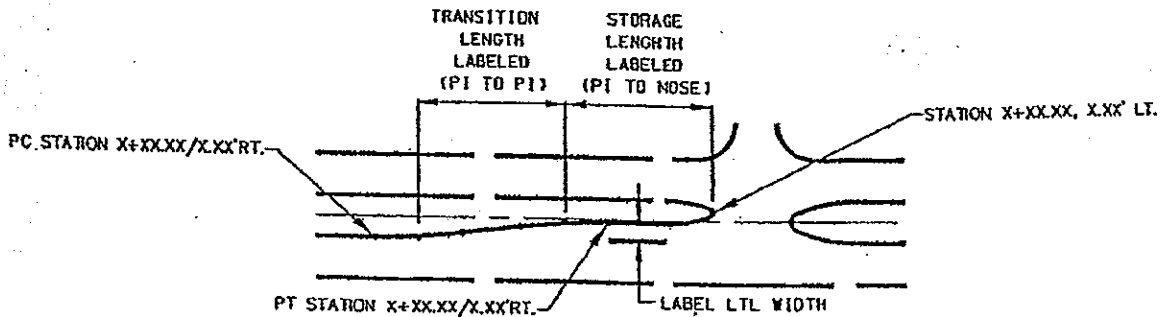 TRANSITION
LENGTH
LABELED
(PI TO PI)
STORAGE
LENGHTH
LABELED
(PI TO NOSE)
STATION X+XX.XX, X.XX' LT.
PC. STATION X+XX.XX/X.XX'RT.
PT STATION X+XX.XX/X.XX'RT.
LABEL LTL WIDTH